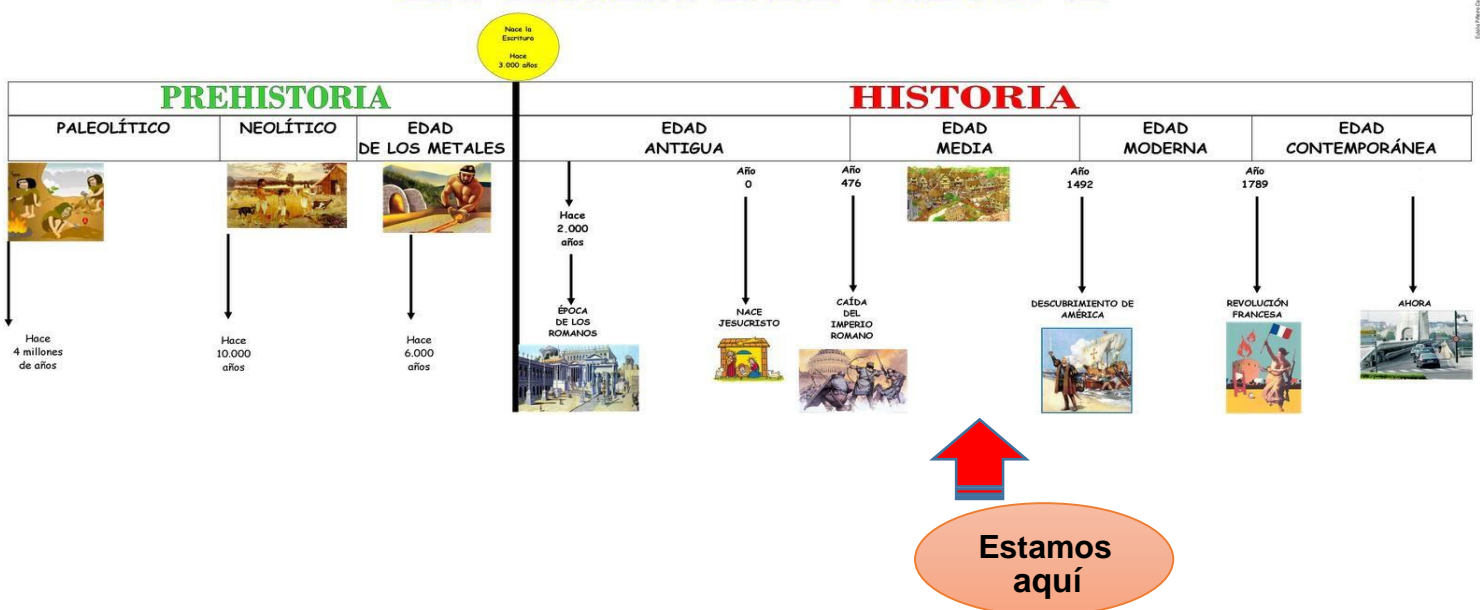 Nace la
Escritura
Hace
3.000 años
PREHISTORIA
HISTORIA
PALEOLÍTICO
NEOLÍTICO
EDAD
DE LOS METALES
EDAD
ANTIGUA
EDAD
MEDIA
EDAD
MODERNA
EDAD
CONTEMPORÁNEA
Hace
4 millones
de años
Hace
10.000
años
Hace
6.000
años
Hace
2.000
años
ÉPOCA
DE LOS
ROMANOS
Año
0
NACE
JESUCRISTO
Año
476
CAÍDA
DEL
IMPERIO
ROMANO
Año
1492
DESCUBRIMIENTO DE
AMÉRICA
Año
1789
REVOLUCIÓN
FRANCESA
AHORA
Estamos
aquí